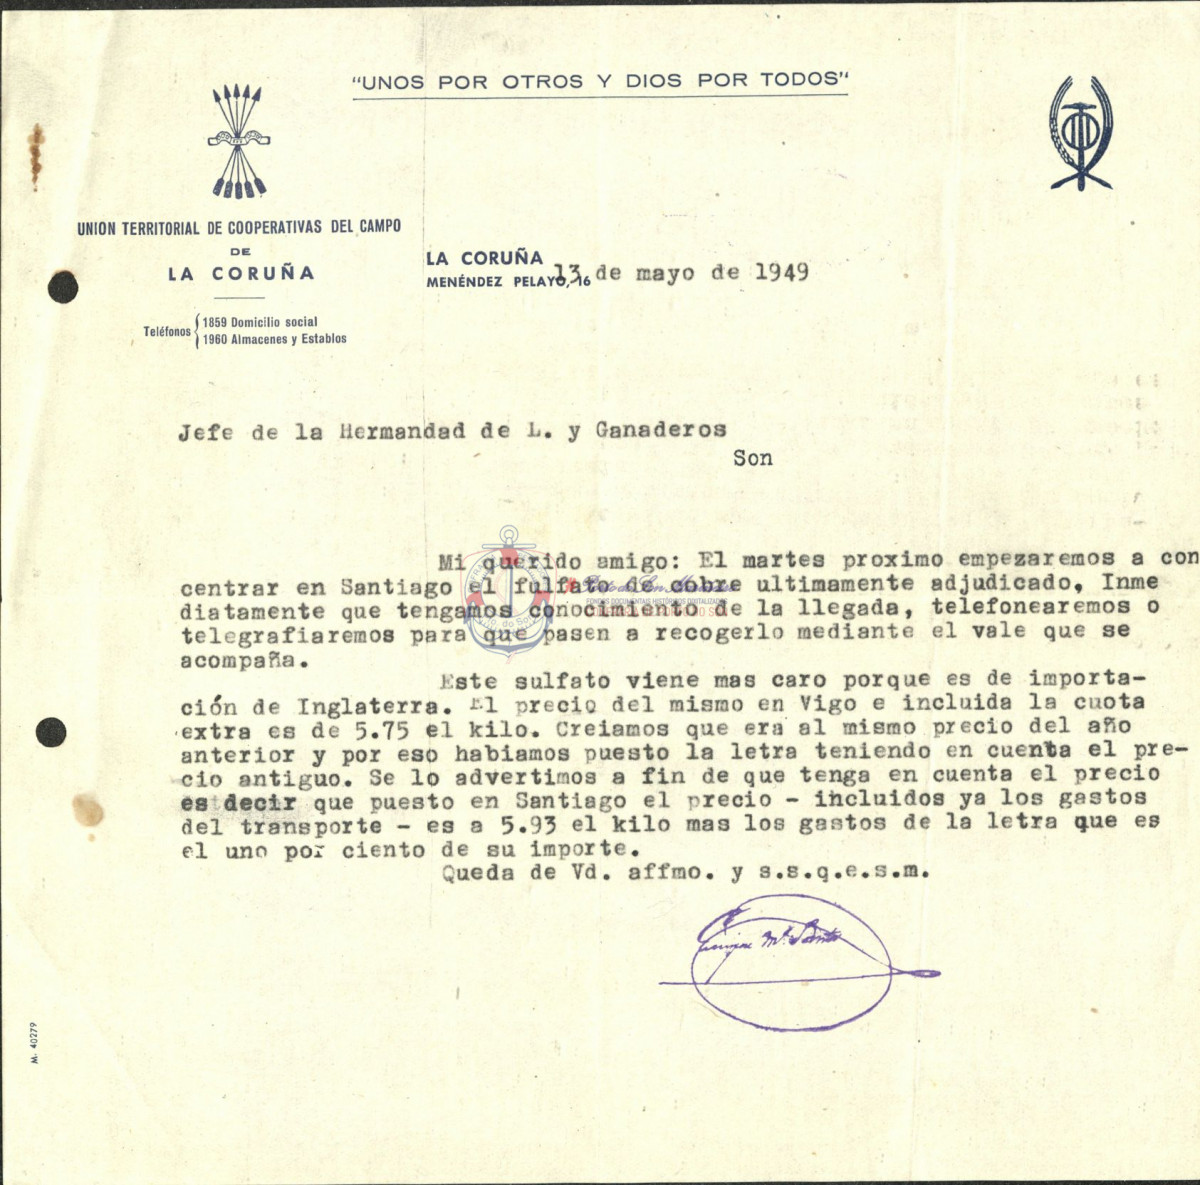 "UNOS POR OTROS Y DIOS POR TODOS"
UNION TERRITORIAL DE COOPERATIVAS DEL CAMPO
DE
LA CORUÑA
Teléfonos
1859 Domicilio social
1960 Almacenes y Establos
LA CORUÑA
MENÉNDEZ PELAYO, 16
13 de mayo de 1949
Jefe de la Hermandad de L. y Ganaderos
Son
Mi querido amigo: El martes proximo empezaremos a con
centrar en Santiago el fulfato de cobre ultimamente adjudicado, Inme
diatamente que tengamos conocimiento de la llegada, telefonearemos o
telegrafiaremos para que pasen a recogerlo mediante el vale que se
acompaña.
Este sulfato viene mas caro porque es de importa-
ción de Inglaterra. El precio del mismo en Vigo e incluida la cuota
extra es de 5.75 el kilo. Creiamos que era al mismo precio del año
anterior y por eso habiamos puesto la letra teniendo en cuenta el pre-
cio antiguo. Se lo advertimos a fin de que tenga en cuenta el precio
es decir que puesto en Santiago el precio - incluidos ya los gastos
del transporte - es a 5.93 el kilo mas los gastos de la letra que es
el uno por ciento de su importe.
Queda de Vd. affmo. y s.s.q.e.s.m.
M. 40279